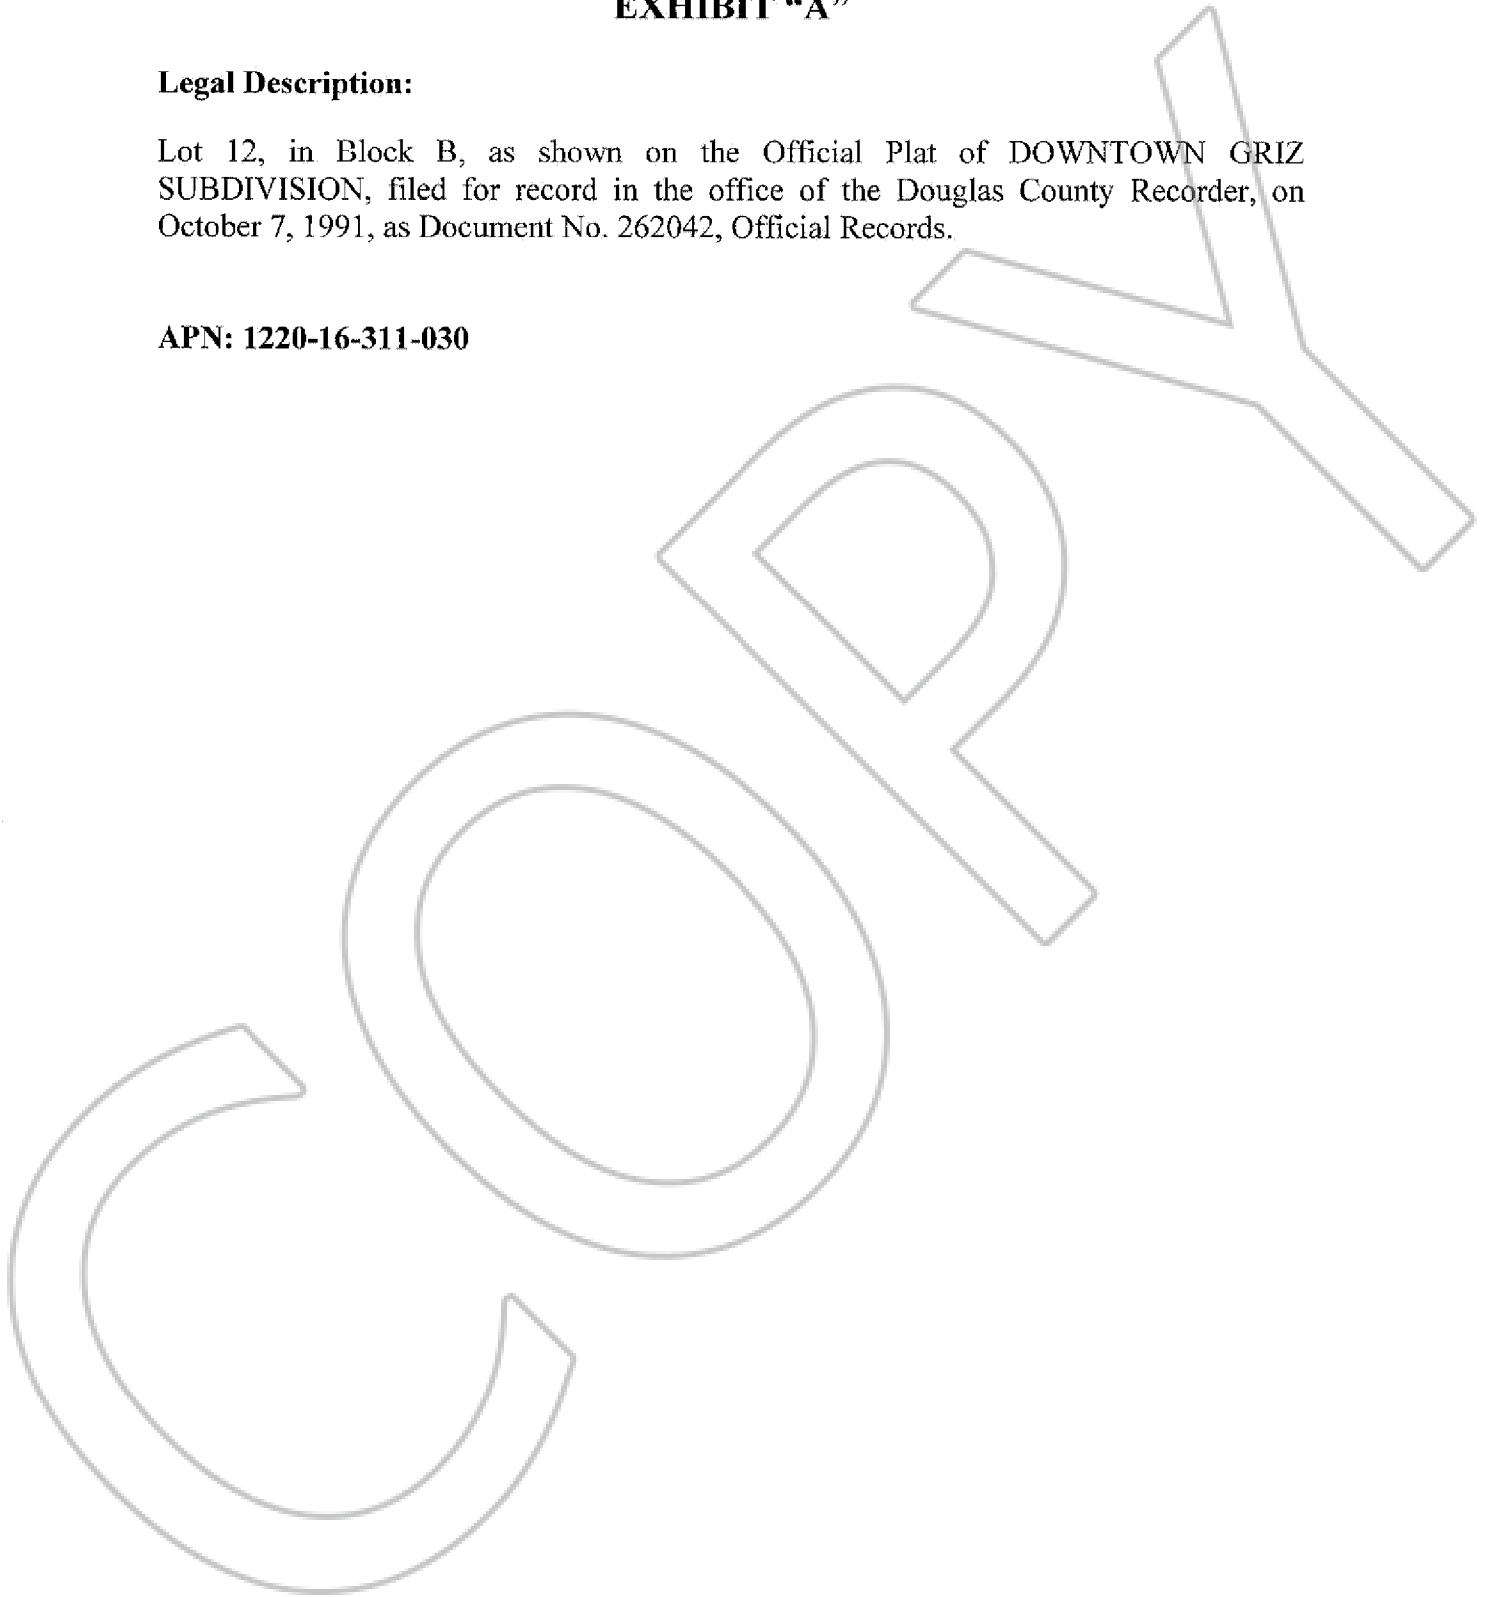 EXHIBIT “A”
Legal Description:
Lot 12, in Block B, as shown on the Official Plat of DOWNTOWN GRIZ
SUBDIVISION, filed for record in the office of the Douglas County Recorder, on
October 7, 1991, as Document No. 262042, Official Records.
APN: 1220-16-311-030
COPY